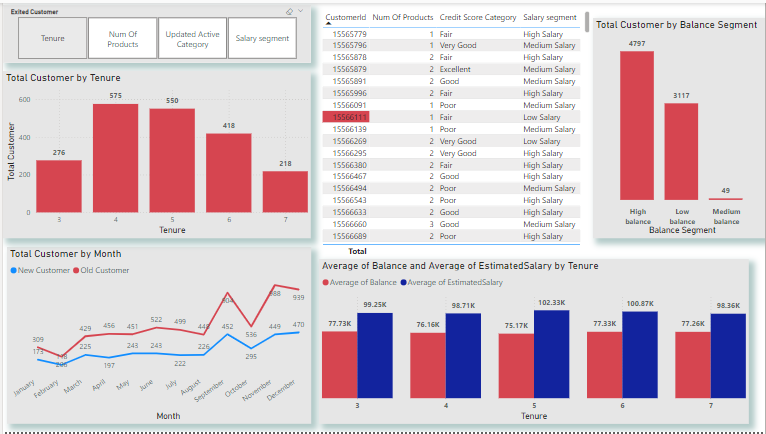 Exited Customer
Tenure
Num Of
Products
Updated Active
Category
Salary segment
Total Customer by Tenure
Total Customer
600
400
200
0
276
575
550
418
218
3 4 5 6 7
Tenure
CustomerId Num Of Products Credit Score Category Salary segment
15565779 1 Fair High Salary
15565796 1 Very Good Medium Salary
15565878 2 Fair High Salary
15565879 2 Excellent Medium Salary
15565891 2 Good Medium Salary
15565996 2 Fair High Salary
15566091 1 Poor Medium Salary
15566111 1 Fair Low Salary
15566139 1 Poor Medium Salary
15566269 2 Very Good Low Salary
15566295 2 Very Good High Salary
15566380 2 Fair High Salary
15566467 2 Good High Salary
15566494 2 Poor Medium Salary
15566543 2 Poor High Salary
15566633 2 Good High Salary
15566660 3 Good Medium Salary
15566689 2 Poor High Salary
Total
Total Customer by Balance Segment
4797
3117
49
High
balance
Low
balance
Medium
balance
Balance Segment
Total Customer by Month
New Customer Old Customer
309
173
429
225
456
197
451
243
522
243
499
222
226
904
452
536
295
988
449
939
470
January February March April May June July August September October November December
Month
Average of Balance and Average of EstimatedSalary by Tenure
Average of Balance Average of EstimatedSalary
77.73K 99.25K
76.16K 98.71K
75.17K 102.33K
77.33K 100.87K
77.26K 98.36K
3 4 5 6 7
Tenure